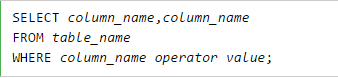 SELECT column_name,column_name
FROM table_name
WHERE column_name operator value;